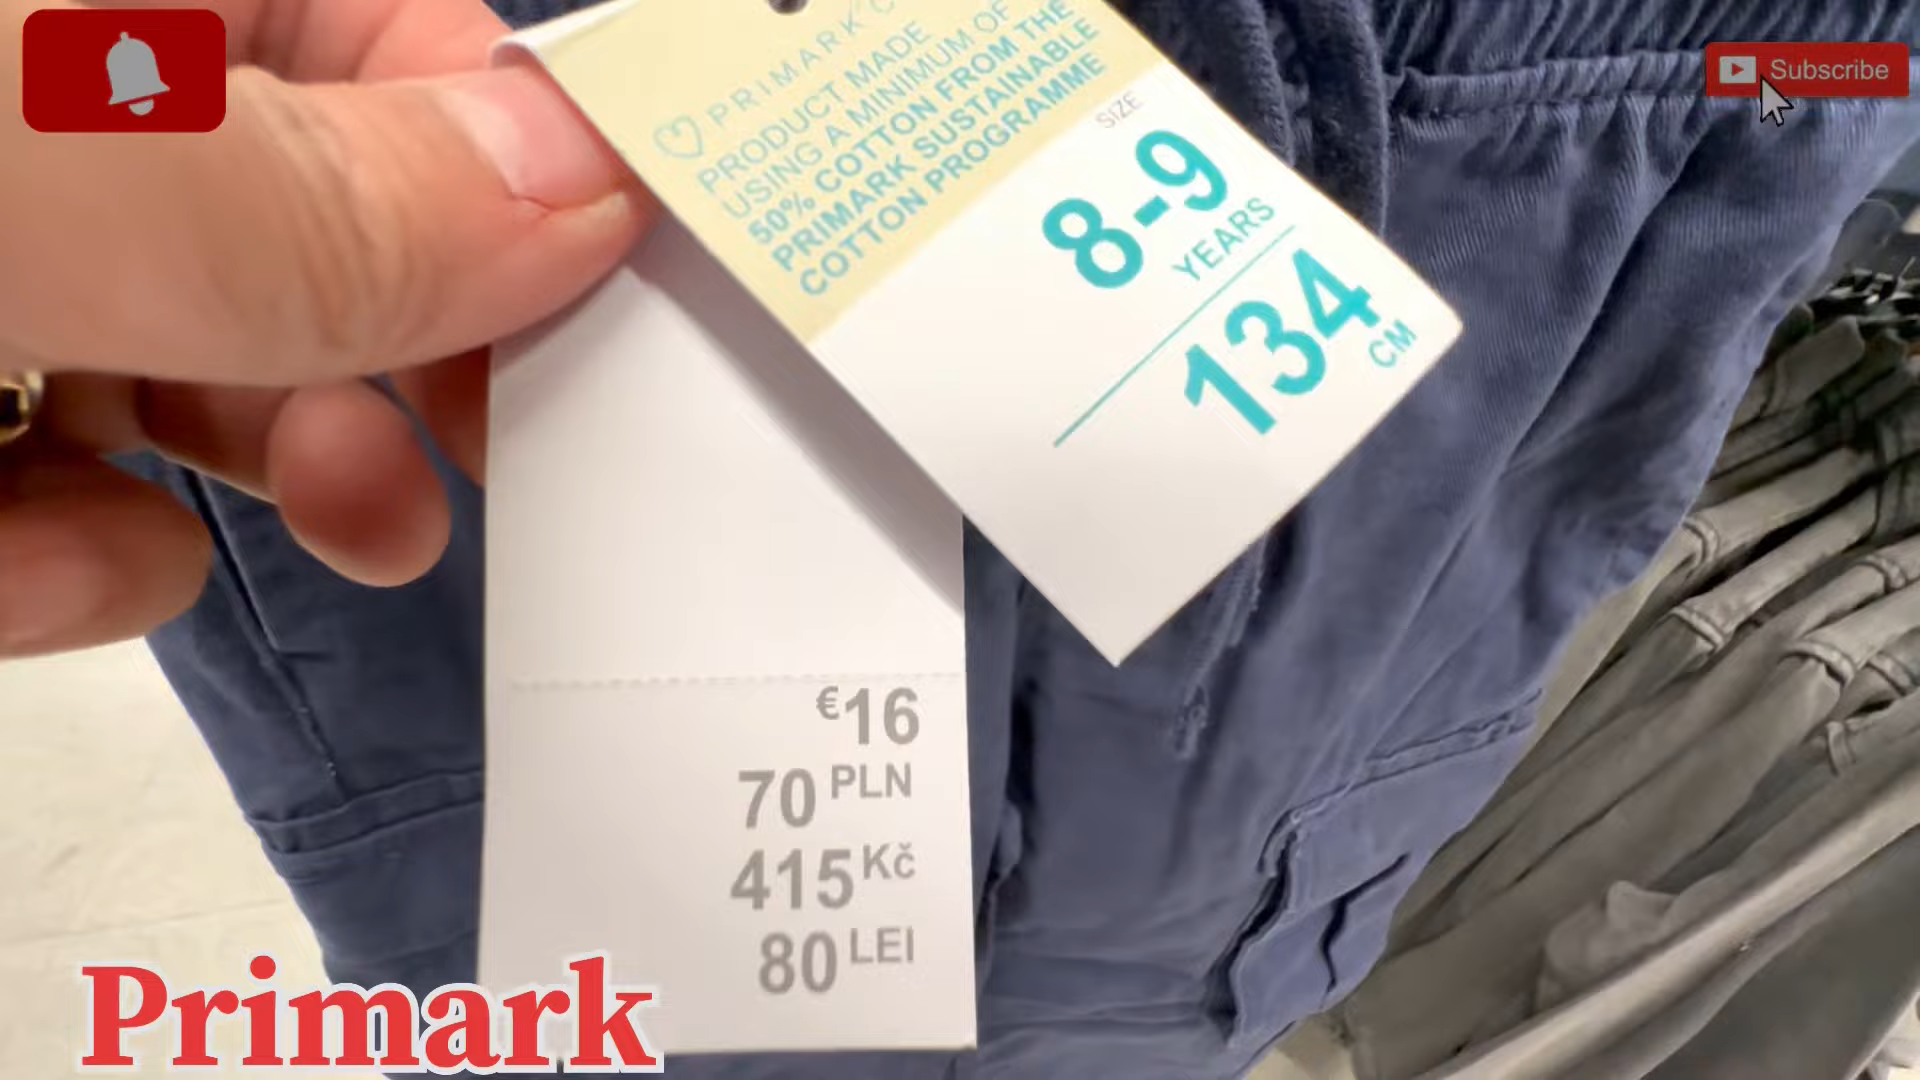 Subscribe
PRIMARK
PRODUCT MADE
USING A MINIMUM OF
50% COTTON FROM THE
PRIMARK SUSTAINABLE
COTTON PROGRAMME
SIZE
8-9
YEARS
134
CM
€16
70 PLN
415 Kč
80 LEI
Primark